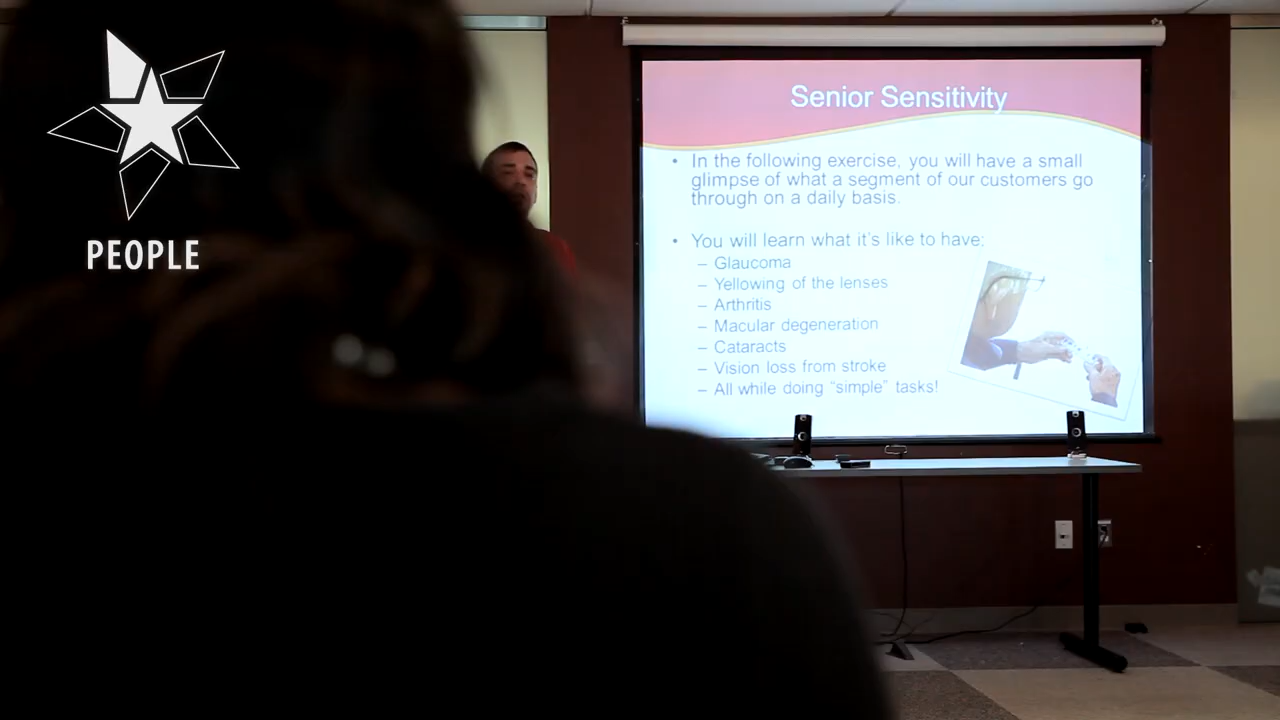 PEOPLE
Senior Sensitivity
• In the following exercise, you will have a small
glimpse of what a segment of our customers go
through on a daily basis.
• You will learn what it's like to have:
– Glaucoma
– Yellowing of the lenses
– Arthritis
– Macular degeneration
– Cataracts
– Vision loss from stroke
– All while doing “simple” tasks!